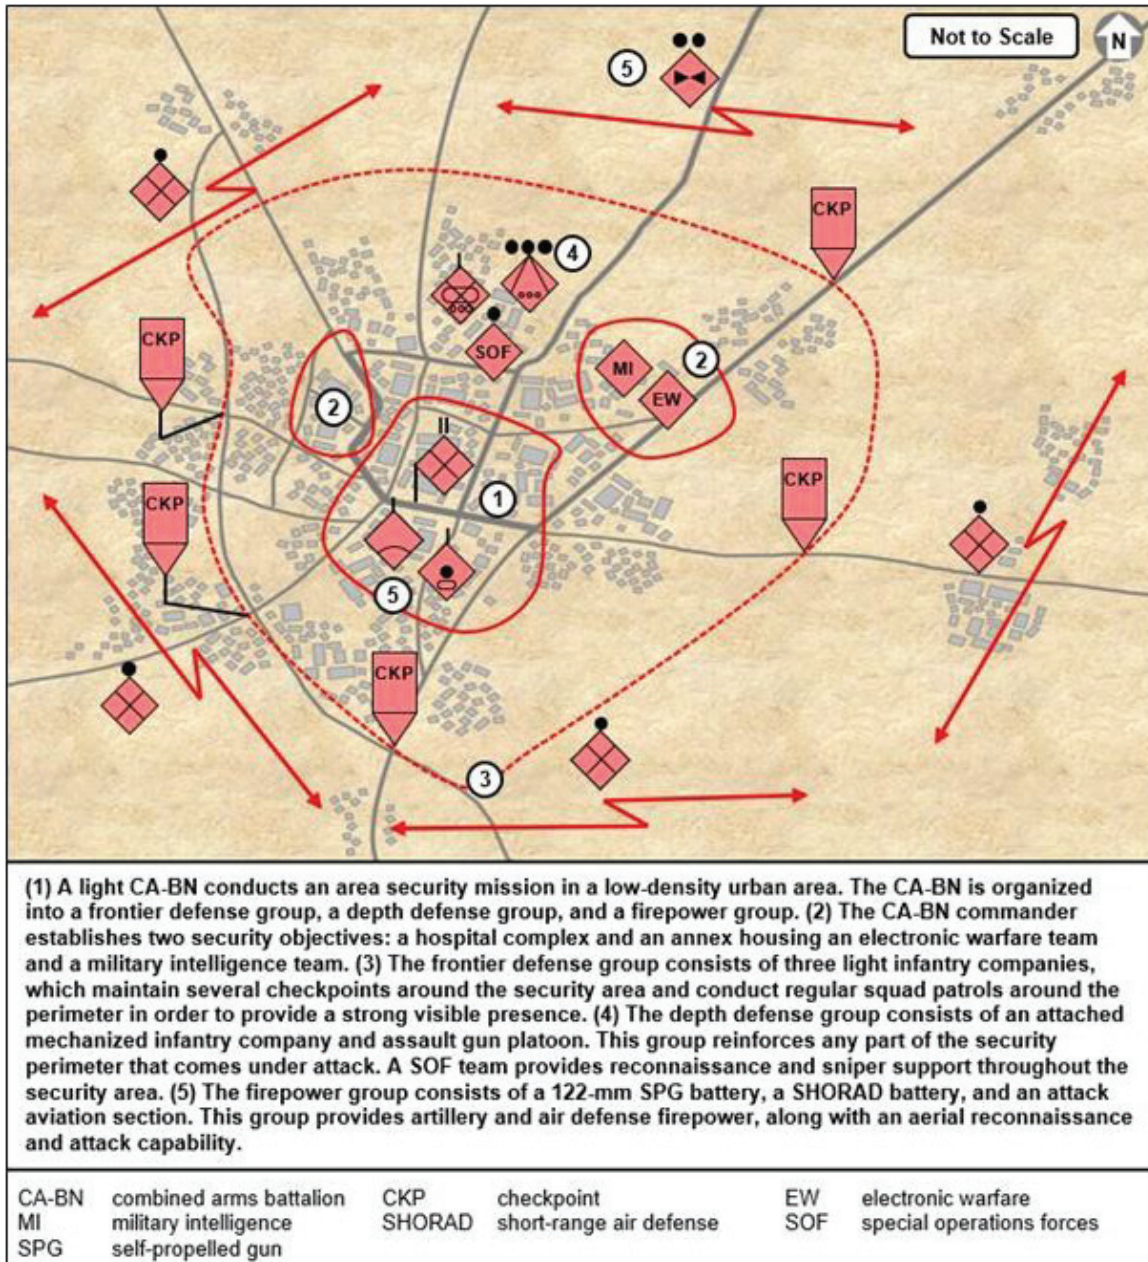 Not to Scale
N
5
CKP
4
SOF
CKP
MI
2
EW
2
CKP
1
CKP
5
CKP
3
(1) A light CA-BN conducts an area security mission in a low-density urban area. The CA-BN is organized
into a frontier defense group, a depth defense group, and a firepower group. (2) The CA-BN commander
establishes two security objectives: a hospital complex and an annex housing an electronic warfare team
and a military intelligence team. (3) The frontier defense group consists of three light infantry companies,
which maintain several checkpoints around the security area and conduct regular squad patrols around the
perimeter in order to provide a strong visible presence. (4) The depth defense group consists of an attached
mechanized infantry company and assault gun platoon. This group reinforces any part of the security
perimeter that comes under attack. A SOF team provides reconnaissance and sniper support throughout the
security area. (5) The firepower group consists of a 122-mm SPG battery, a SHORAD battery, and an attack
aviation section. This group provides artillery and air defense firepower, along with an aerial reconnaissance
and attack capability.
CA-BN combined arms battalion CKP checkpoint EW electronic warfare
MI military intelligence SHORAD short-range air defense SOF special operations forces
SPG self-propelled gun